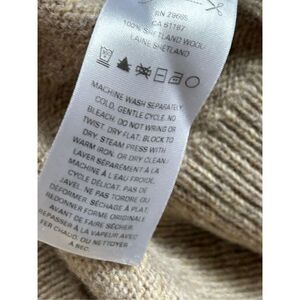 RN 79685
CA 61187
100% SHETLAND WOOL/
LAINE SHETLAND
MACHINE WASH SEPARATELY
COLD, GENTLE CYCLE. NO
BLEACH. DO NOT WRING OR
TWIST. DRY FLAT. BLOCK TO
DRY. STEAM PRESS WITH
WARM IRON, OR DRY CLEAN./
LAVER SÉPARÉMENT À LA
MACHINE À L'EAU FROIDE,
CYCLE DÉLICAT. PAS DE
JAVEL. NE PAS TORDRE OU
DÉFORMER. SÉCHAGE À PLAT.
REDONNER FORME ORIGINALE
AVANT DE FAIRE SÉCHER.
REPASSER À LA VAPEUR AVEC
FER CHAUD, OU NETTOYER
À SEC.